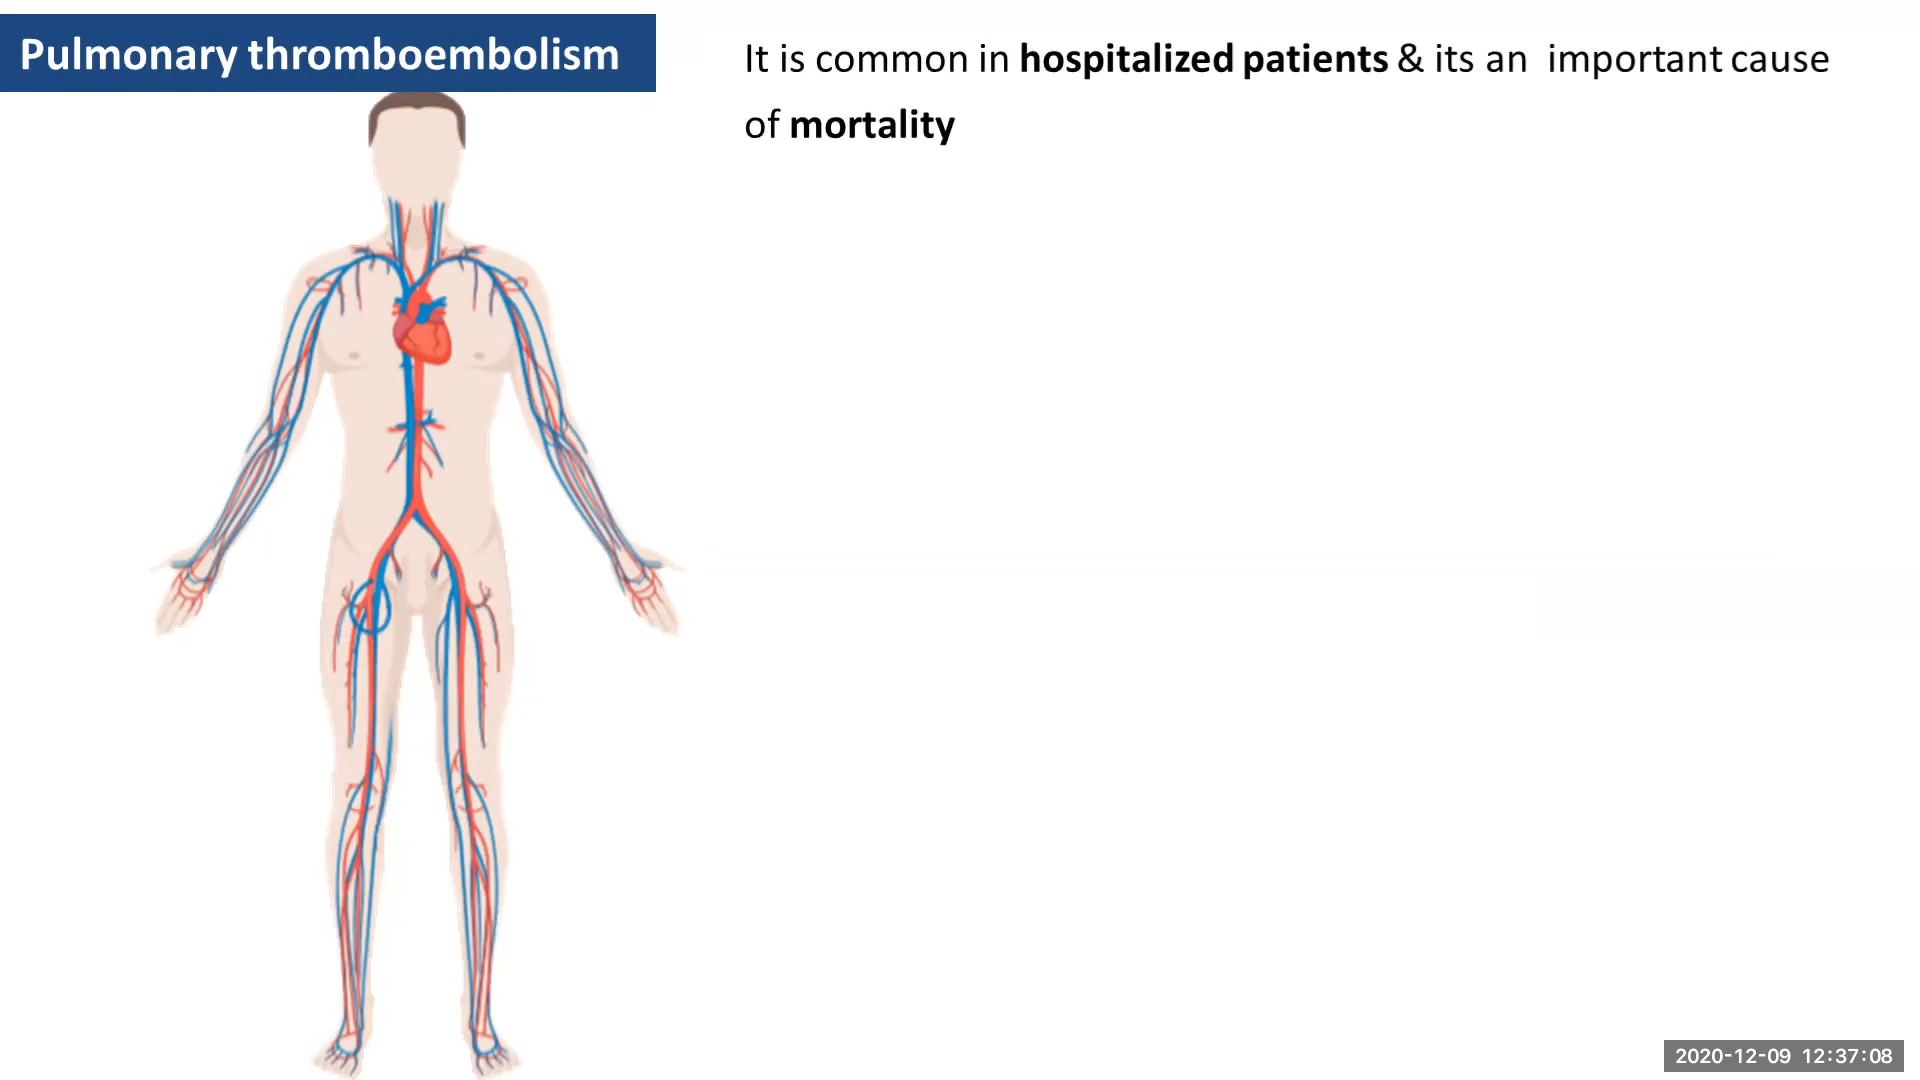 Pulmonary thromboembolism
It is common in hospitalized patients & its an important cause
of mortality
2020-12-09 12:37:08